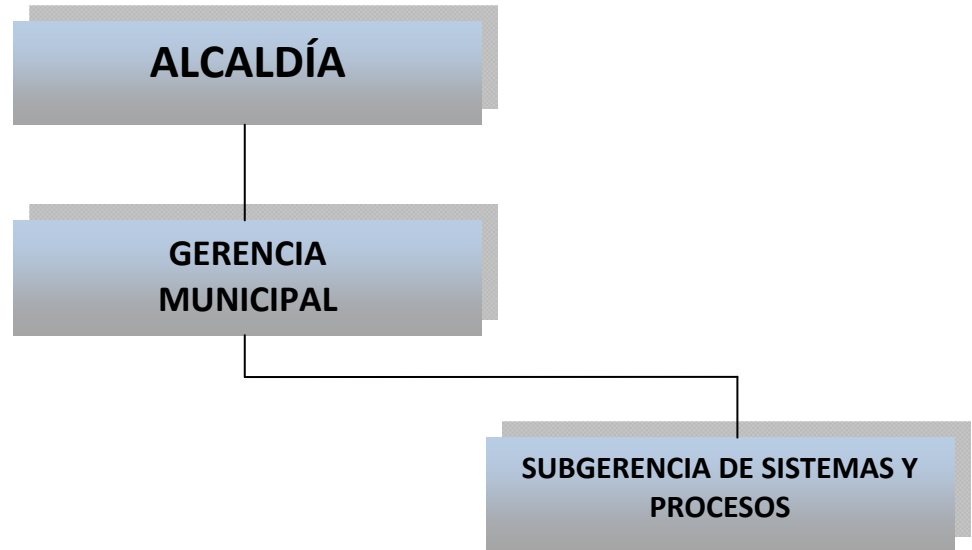 ALCALDÍA
GERENCIA
MUNICIPAL
SUBGERENCIA DE SISTEMAS Y
PROCESOS